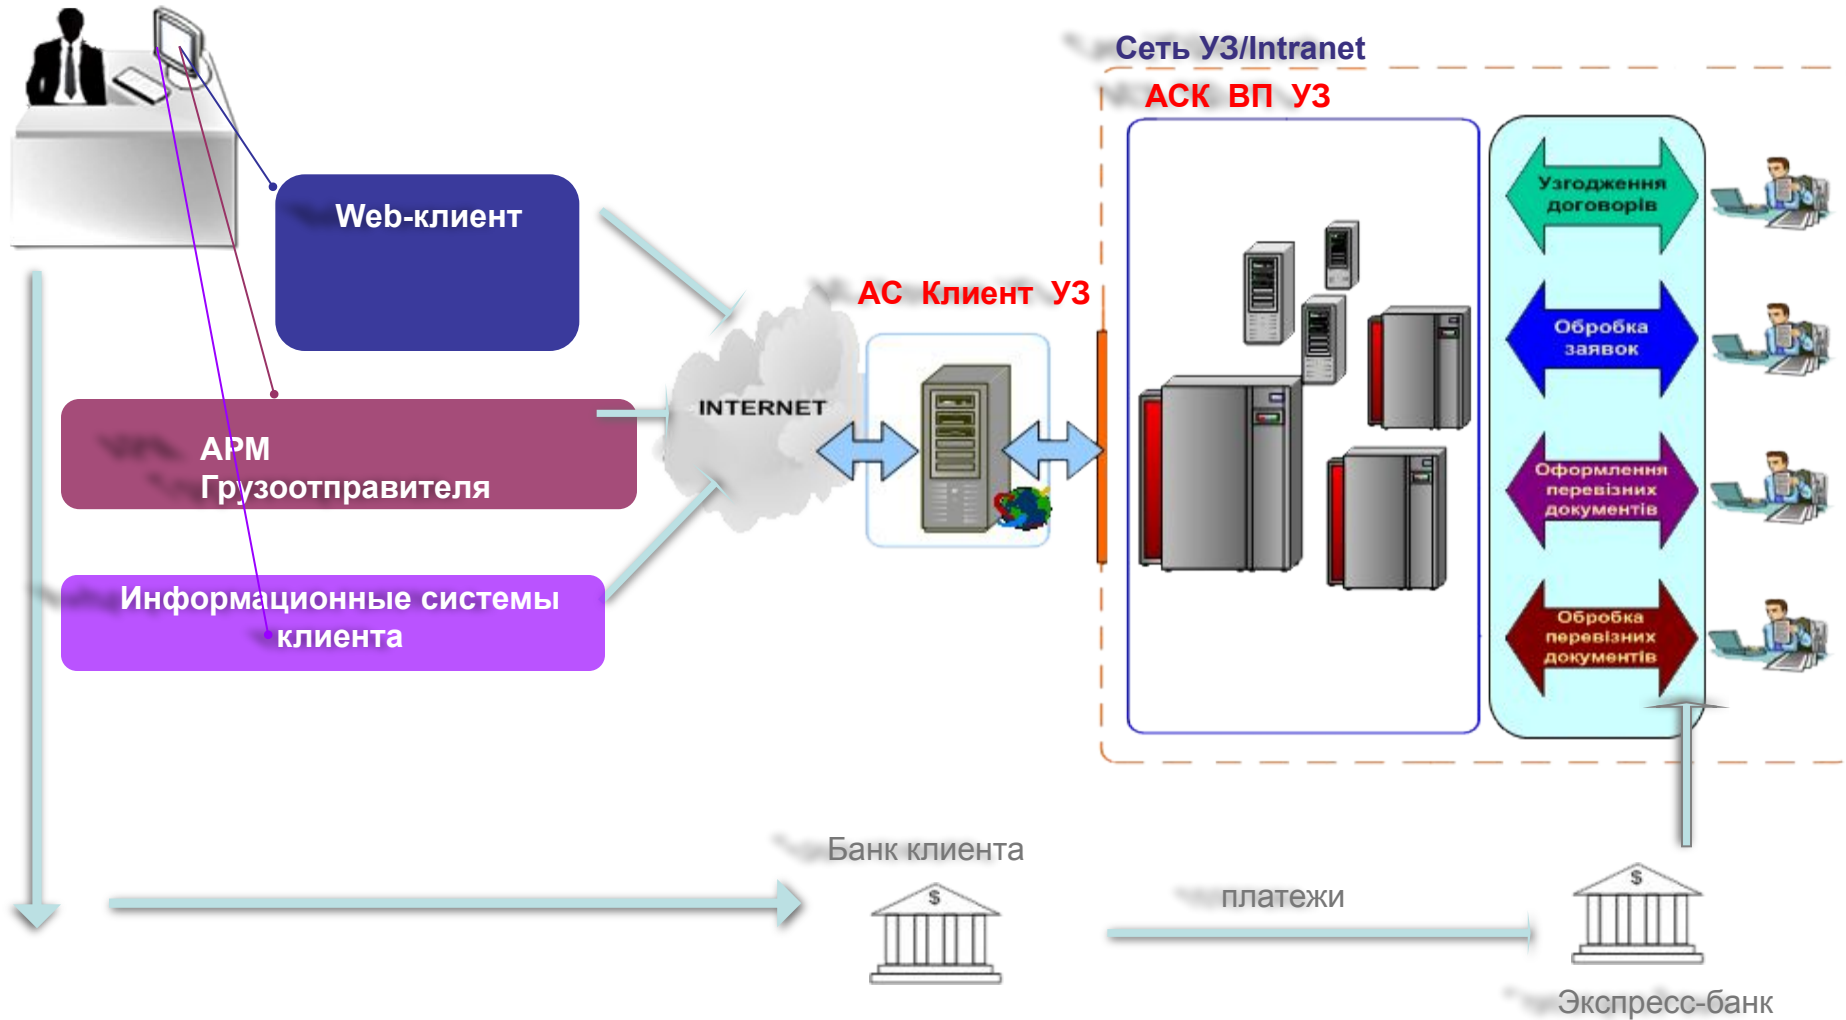 Сеть УЗ/Intranet
АСК ВП УЗ
Web-клиент
АС Клиент УЗ
INTERNET
АРМ
Грузоотправителя
Информационные системы
клиента
Узгодження
договорів
Обробка
заявок
Оформлення
перевізних
документів
Обробка
перевізних
документів
Банк клиента
$
платежи
$
Экспресс-банк